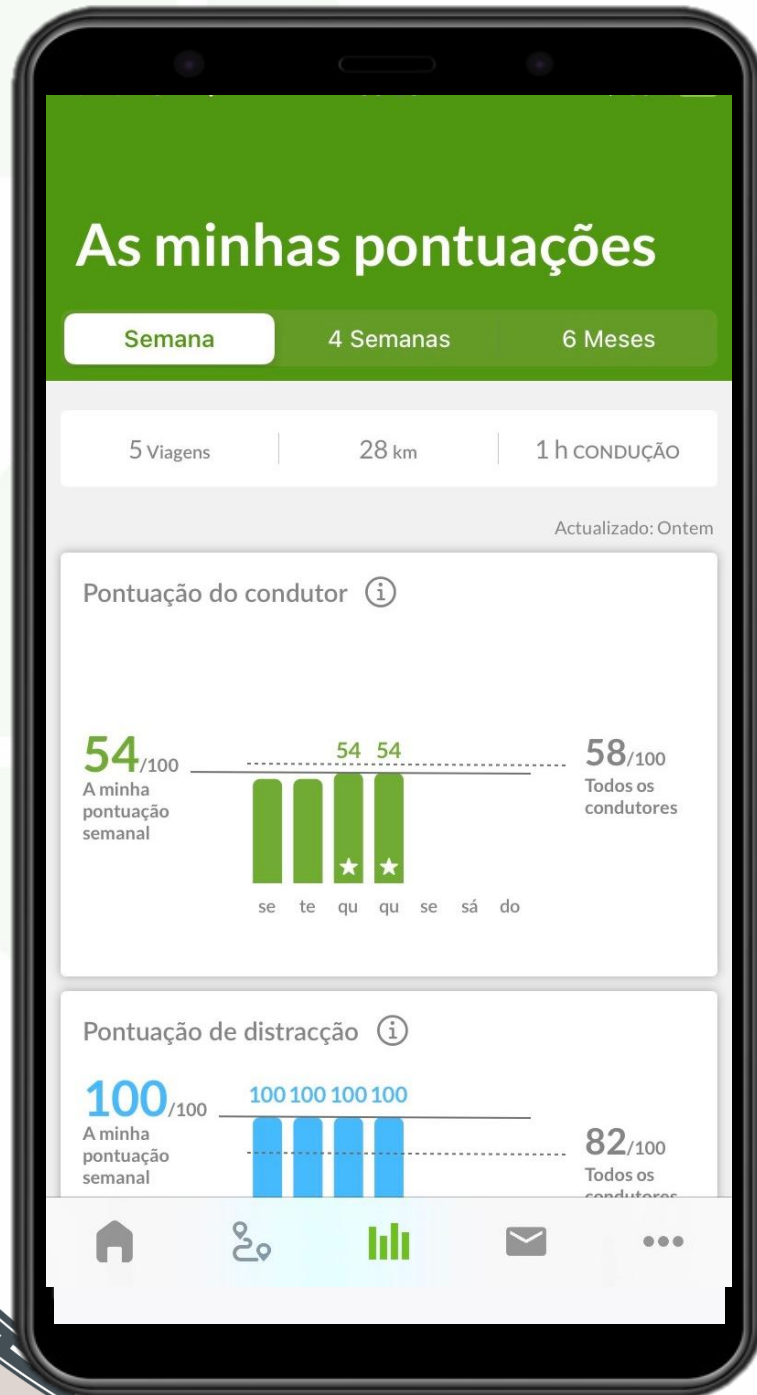 As minhas pontuações
Semana 4 Semanas 6 Meses
5 Viagens 28 km 1 h CONDUÇÃO
Actualizado: Ontem
Pontuação do condutor
54/100
A minha
pontuação
semanal
54 54
58/100
Todos os
condutores
se te qu qu se sá do
Pontuação de distracção
100/100
A minha
pontuação
semanal
100 100 100 100
82/100
Todos os
condutores